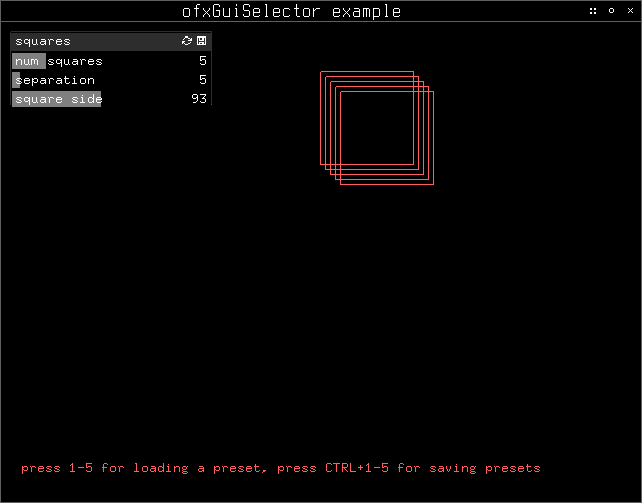 ofxGuiSelector example
squares
num squares 5
separation 5
square side 93
press 1-5 for loading a preset, press CTRL+1-5 for saving presets